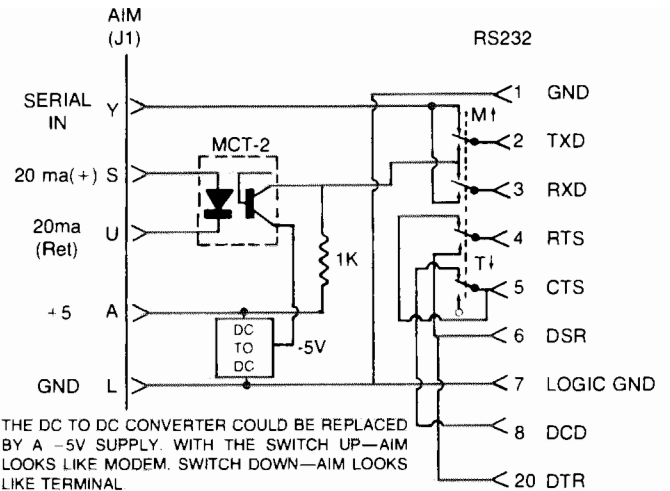 AIM
(J1)
RS232
SERIAL
IN
Y
1 GND
M↑
2 TXD
MCT-2
20 ma(+) S
3 RXD
20ma
(Ret)
U
4 RTS
1K
T↓
5 CTS
+5 A
DC
TO
DC
-5V
6 DSR
GND L
7 LOGIC GND
8 DCD
20 DTR
THE DC TO DC CONVERTER COULD BE REPLACED
BY A -5V SUPPLY. WITH THE SWITCH UP—AIM
LOOKS LIKE MODEM. SWITCH DOWN—AIM LOOKS
LIKE TERMINAL